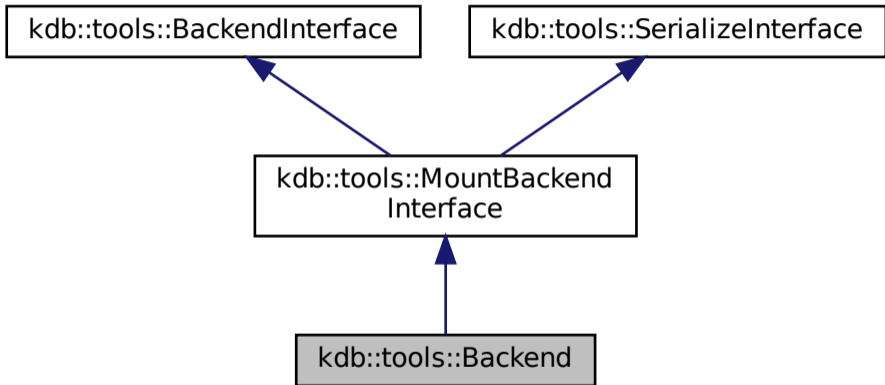 kdb::tools::BackendInterface
kdb::tools::SerializeInterface
kdb::tools::MountBackend
Interface
kdb::tools::Backend